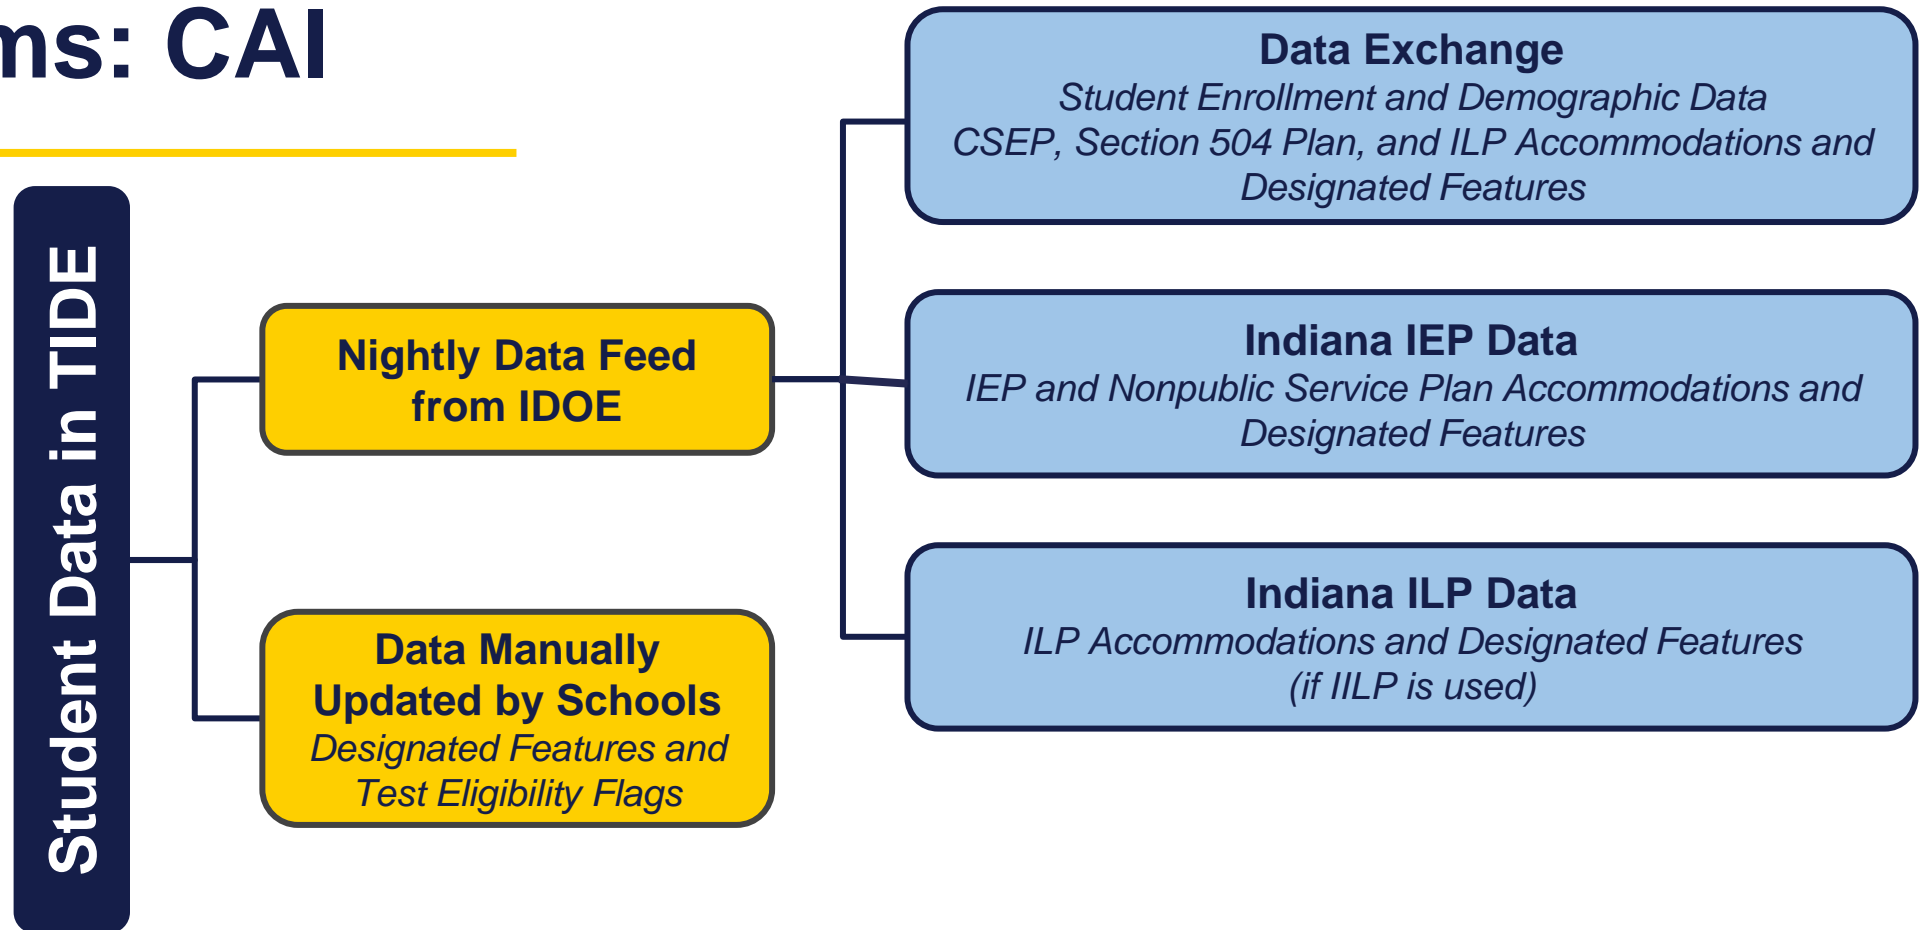 ms: CAI
Student Data in TIDE
Nightly Data Feed
from IDOE
Data Manually
Updated by Schools
Designated Features and
Test Eligibility Flags
Data Exchange
Student Enrollment and Demographic Data
CSEP, Section 504 Plan, and ILP Accommodations and
Designated Features
Indiana IEP Data
IEP and Nonpublic Service Plan Accommodations and
Designated Features
Indiana ILP Data
ILP Accommodations and Designated Features
(if IILP is used)